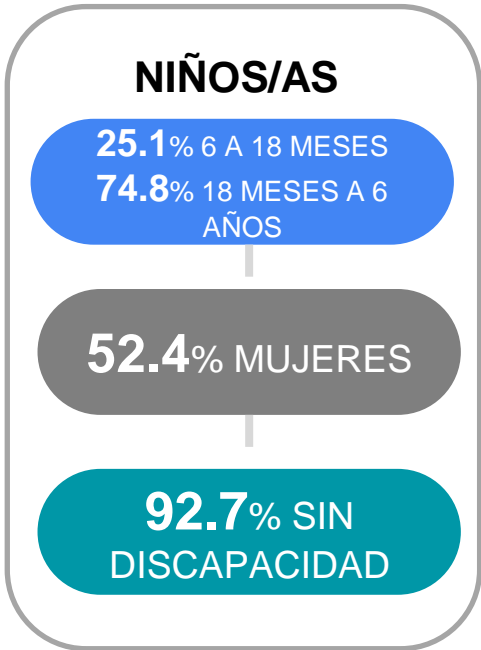 NIÑOS/AS
25.1% 6 A 18 MESES
74.8% 18 MESES A 6
AÑOS
52.4% MUJERES
92.7% SIN
DISCAPACIDAD